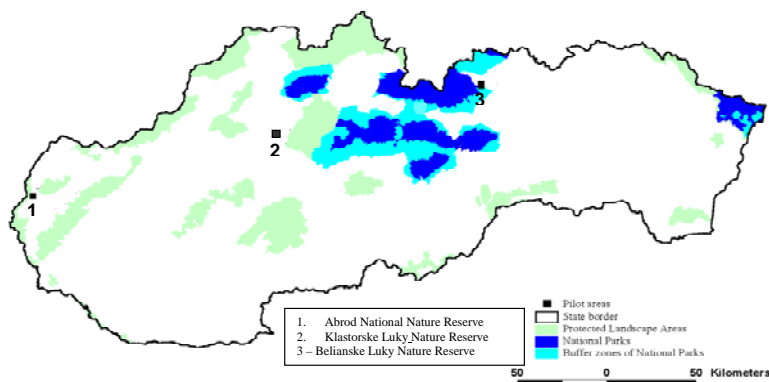 3
2
1
1. Abrod National Nature Reserve
2. Klastorske Luky Nature Reserve
3 – Belianske Luky Nature Reserve
Pilot areas
State border
Protected Landscape Areas
National Parks
Buffer zones of National Parks
50 0 50 Kilometers